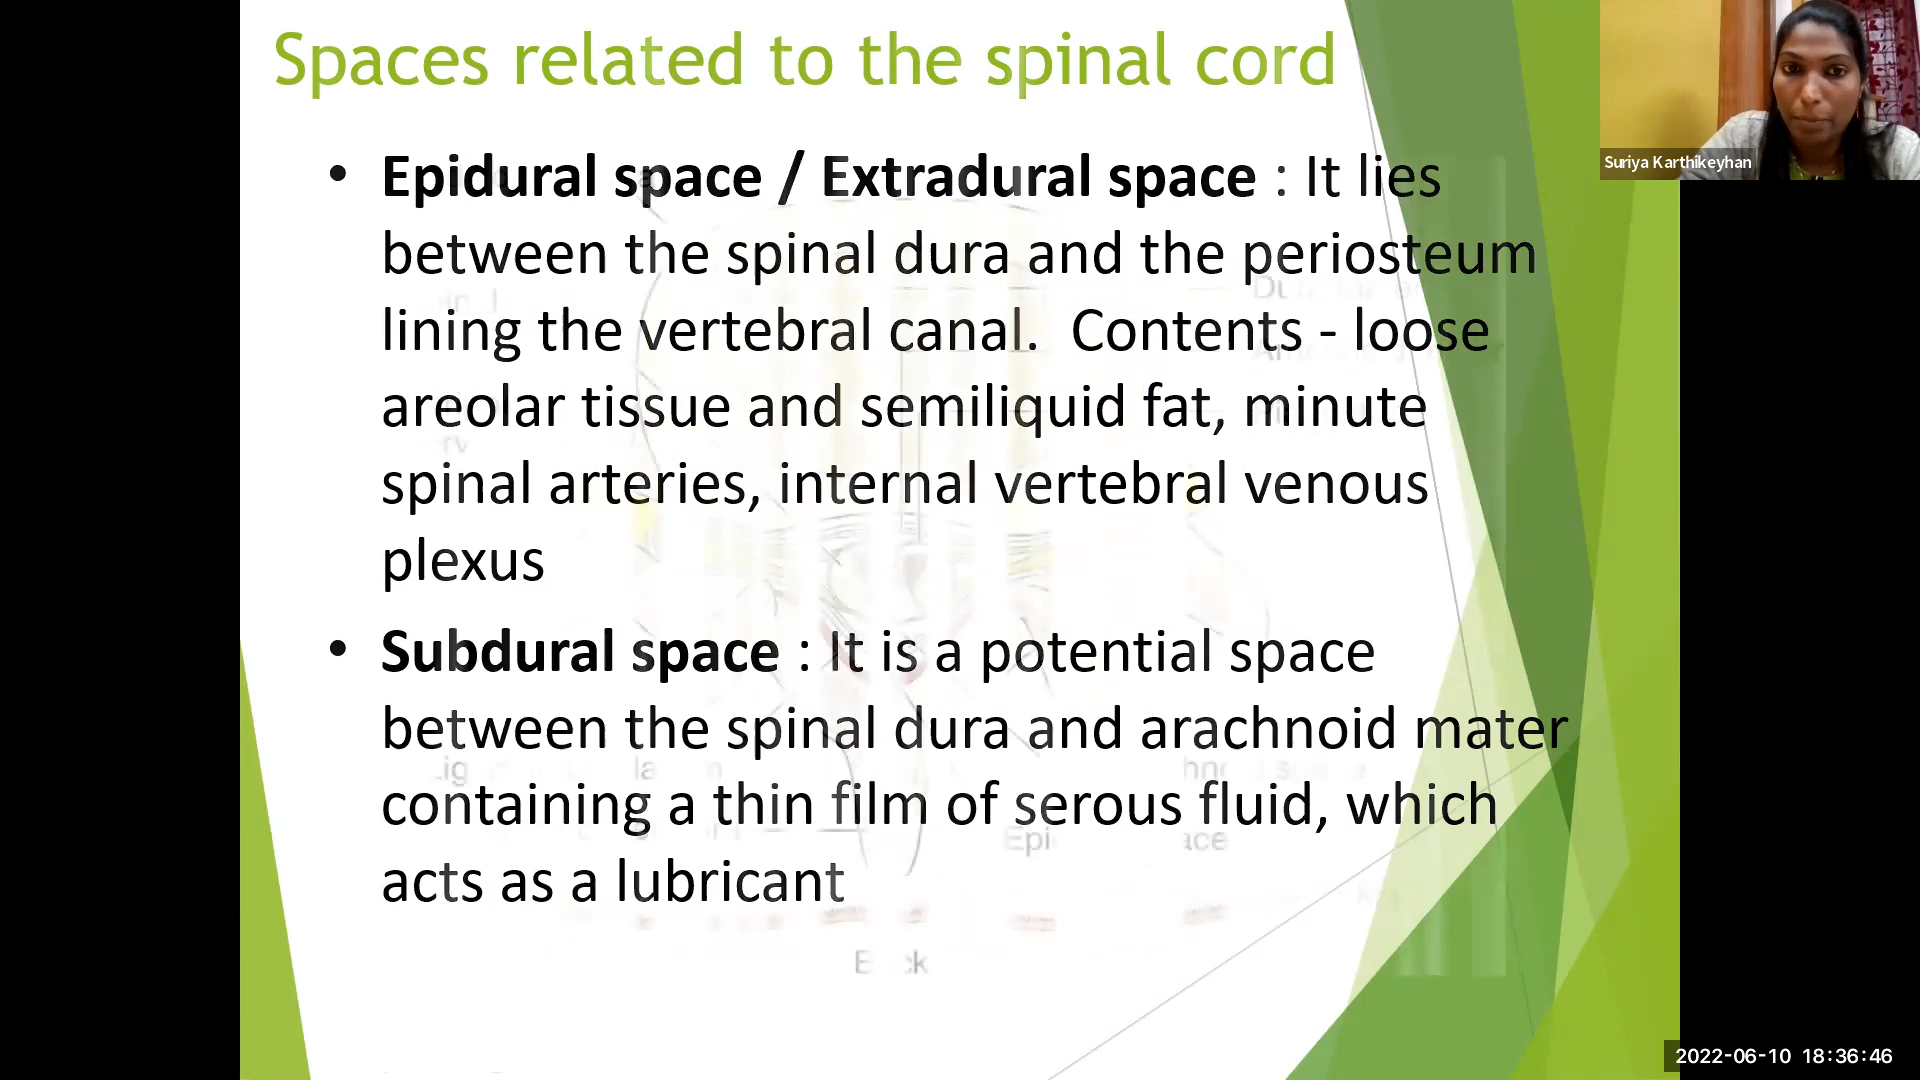 Spaces related to the spinal cord
Suriya Karthikeyhan
• Epidural space / Extradural space : It lies
between the spinal dura and the periosteum
lining the vertebral canal.  Contents - loose
areolar tissue and semiliquid fat, minute
spinal arteries, internal vertebral venous
plexus
• Subdural space : It is a potential space
between the spinal dura and arachnoid mater
containing a thin film of serous fluid, which
acts as a lubricant
2022-06-10 18:36:46